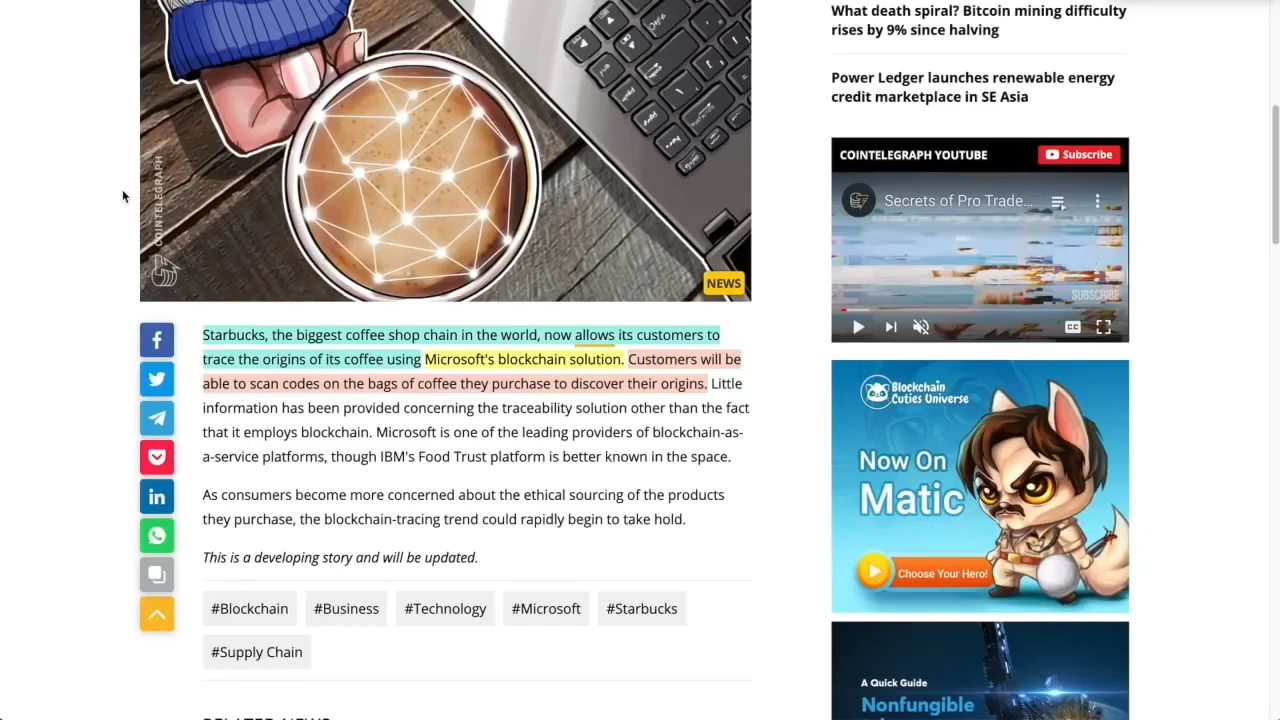 What death spiral? Bitcoin mining difficulty
rises by 9% since halving
Power Ledger launches renewable energy
credit marketplace in SE Asia
COINTELEGRAPH
NEWS
COINTELEGRAPH YOUTUBE
Subscribe
Secrets of Pro Trade...
SUBSCRIBE
CC
Starbucks, the biggest coffee shop chain in the world, now allows its customers to
trace the origins of its coffee using Microsoft's blockchain solution. Customers will be
able to scan codes on the bags of coffee they purchase to discover their origins. Little
information has been provided concerning the traceability solution other than the fact
that it employs blockchain. Microsoft is one of the leading providers of blockchain-as-
a-service platforms, though IBM's Food Trust platform is better known in the space.
As consumers become more concerned about the ethical sourcing of the products
they purchase, the blockchain-tracing trend could rapidly begin to take hold.
This is a developing story and will be updated.
#Blockchain #Business #Technology #Microsoft #Starbucks
#Supply Chain
Blockchain
Cuties Universe
Now On
Matic
Choose Your Hero!
A Quick Guide
Nonfungible
RELATED NEWS